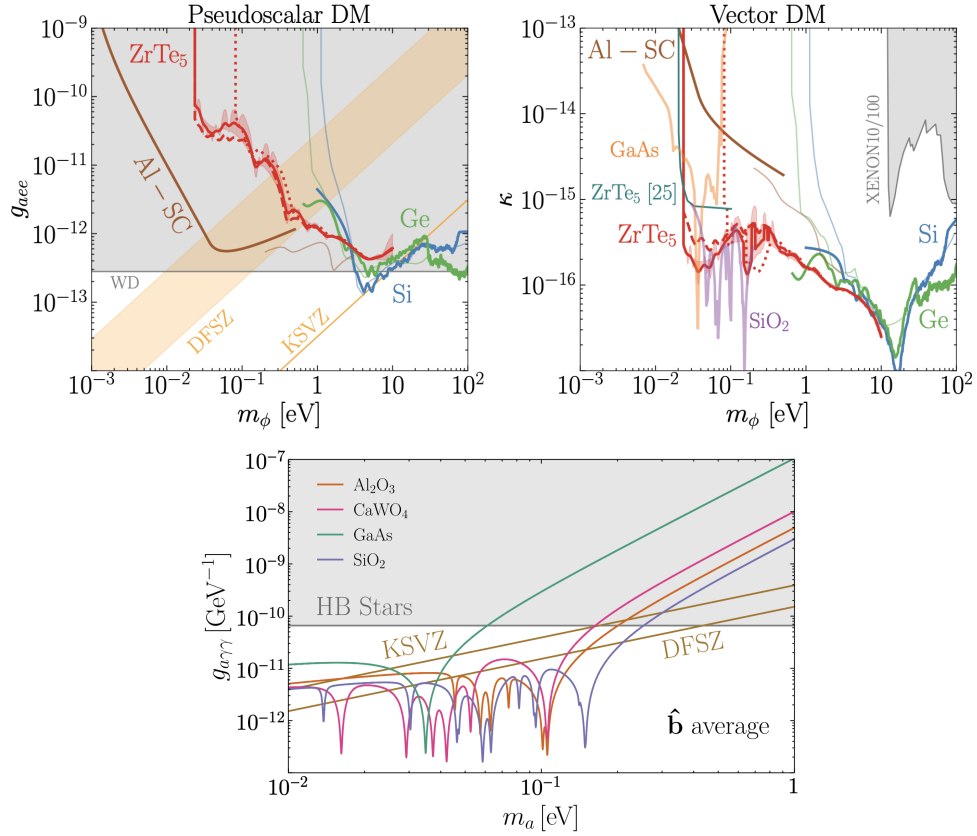 Pseudoscalar DM
10⁻⁹
10⁻¹⁰
10⁻¹¹
10⁻¹²
10⁻¹³
g_aee
ZrTe₅
Al − SC
Ge
Si
WD
DFSZ
KSVZ
10⁻³ 10⁻² 10⁻¹ 1 10 10²
m_ϕ [eV]
Vector DM
10⁻¹³
10⁻¹⁴
10⁻¹⁵
10⁻¹⁶
κ
Al − SC
XENON10/100
GaAs
ZrTe₅ [25]
ZrTe₅
Si
SiO₂
Ge
10⁻³ 10⁻² 10⁻¹ 1 10 10²
m_ϕ [eV]
10⁻⁷
10⁻⁸
10⁻⁹
10⁻¹⁰
10⁻¹¹
10⁻¹²
g_aγγ [GeV⁻¹]
Al₂O₃
CaWO₄
GaAs
SiO₂
HB Stars
KSVZ
DFSZ
b̂ average
10⁻² 10⁻¹ 1
m_a [eV]